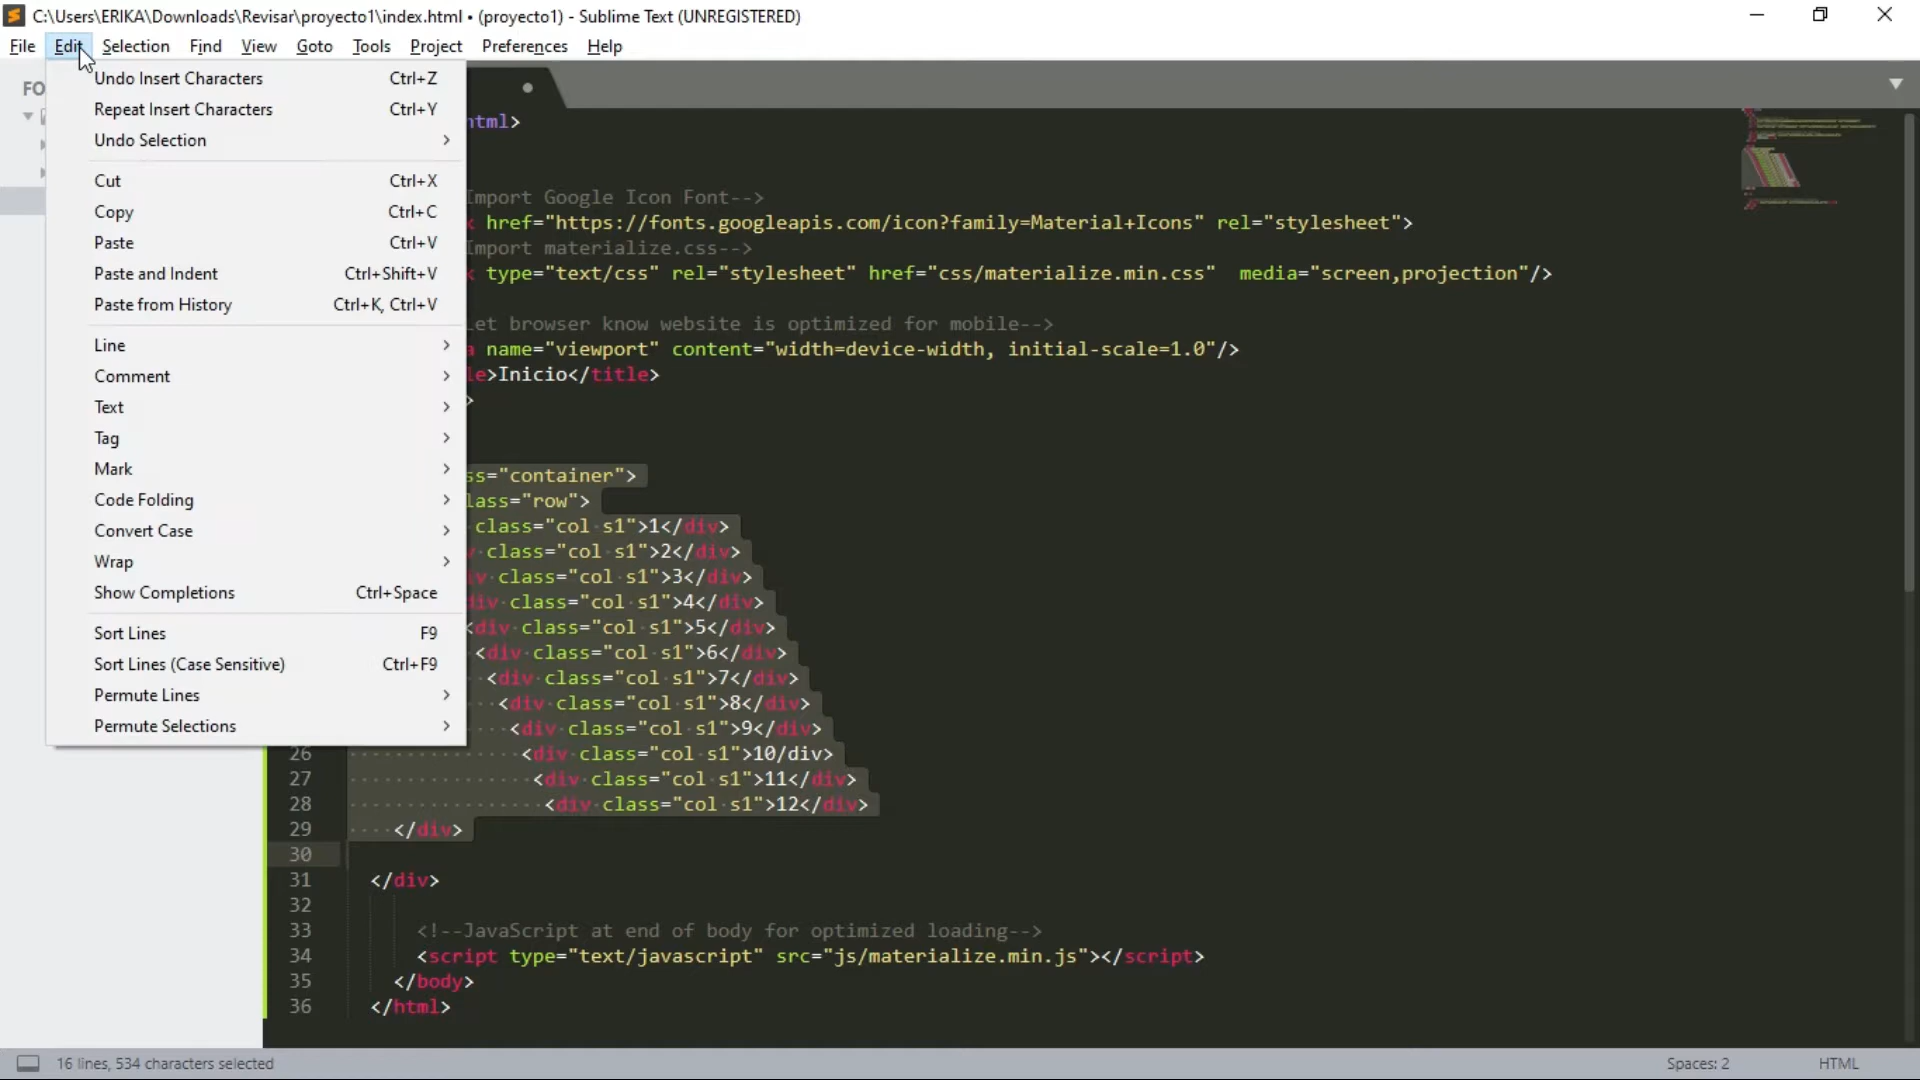 C:\Users\ERIKA\Downloads\Revisar\proyecto1\index.html • (proyecto1) - Sublime Text (UNREGISTERED)
File Edit Selection Find View Goto Tools Project Preferences Help
FO
Undo Insert Characters Ctrl+Z
Repeat Insert Characters Ctrl+Y
Undo Selection
Cut Ctrl+X
Copy Ctrl+C
Paste Ctrl+V
Paste and Indent Ctrl+Shift+V
Paste from History Ctrl+K, Ctrl+V
Line
Comment
Text
Tag
Mark
Code Folding
Convert Case
Wrap
Show Completions Ctrl+Space
Sort Lines F9
Sort Lines (Case Sensitive) Ctrl+F9
Permute Lines
Permute Selections
html>
Import Google Icon Font-->
k href="https://fonts.googleapis.com/icon?family=Material+Icons" rel="stylesheet">
Import materialize.css-->
k type="text/css" rel="stylesheet" href="css/materialize.min.css"  media="screen,projection"/>
Let browser know website is optimized for mobile-->
a name="viewport" content="width=device-width, initial-scale=1.0"/>
le>Inicio</title>
>
ss="container">
lass="row">
class="col s1">1</div>
v class="col s1">2</div>
iv class="col s1">3</div>
div class="col s1">4</div>
<div class="col s1">5</div>
<div class="col s1">6</div>
<div class="col s1">7</div>
<div class="col s1">8</div>
<div class="col s1">9</div>
26 <div class="col s1">10/div>
27 <div class="col s1">11</div>
28 <div class="col s1">12</div>
29 </div>
30
31 </div>
32
33 <!--JavaScript at end of body for optimized loading-->
34 <script type="text/javascript" src="js/materialize.min.js"></script>
35 </body>
36 </html>
16 lines, 534 characters selected Spaces: 2 HTML